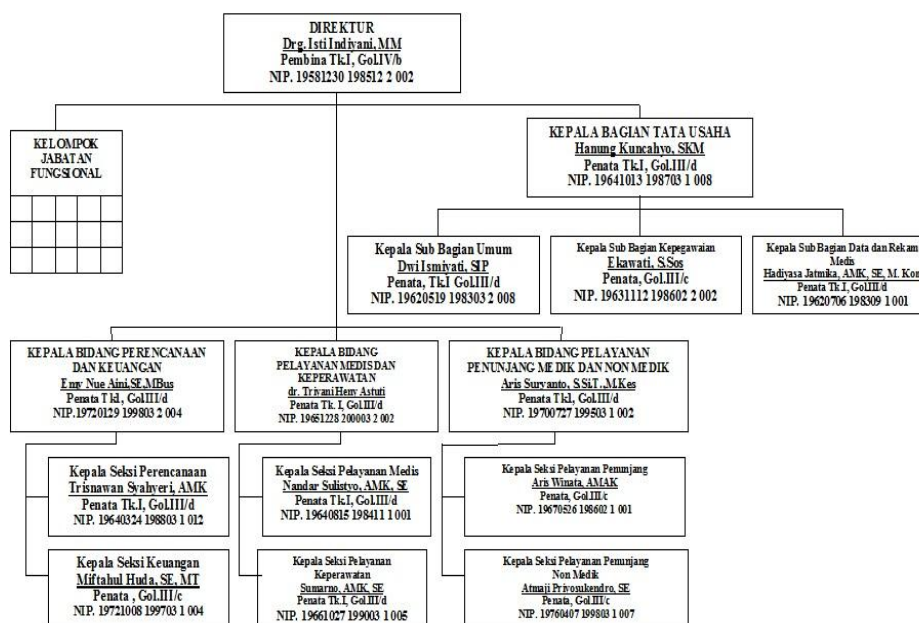 DIREKTUR
Drg. Isti Indiyani, MM
Pembina Tk.I, Gol.IV/b
NIP. 19581230 198512 2 002
KELOMPOK
JABATAN
FUNGSIONAL
KEPALA BAGIAN TATA USAHA
Hanung Kuncahyo, SKM
Penata Tk.I, Gol.III/d
NIP. 19641013 198703 1 008
Kepala Sub Bagian Umum
Dwi Ismiyati, SIP
Penata, Tk.I Gol.III/d
NIP. 19620519 198303 2 008
Kepala Sub Bagian Kepegawaian
Ekawati, S.Sos
Penata, Gol.III/c
NIP. 19631112 198602 2 002
Kepala Sub Bagian Data dan Rekam
Medis
Hadiyasa Jatmika, AMK, SE, M. Kom
Penata Tk.I, Gol.III/d
NIP. 19620706 198309 1 001
KEPALA BIDANG PERENCANAAN
DAN KEUANGAN
Emy Nue Aini,SE,MBus
Penata Tk1, Gol.III/d
NIP.19720129 199803 2 004
KEPALA BIDANG
PELAYANAN MEDIS DAN
KEPERAWATAN
dr. Trivani Heny Astuti
Penata Tk. I, Gol.III/d
NIP. 19651228 200003 2 002
KEPALA BIDANG PELAYANAN
PENUNJANG MEDIK DAN NON MEDIK
Aris Suryanto, S.Si.T.,M.Kes
Penata Tk1, Gol.III/d
NIP. 19700727 199503 1 002
Kepala Seksi Perencanaan
Trisnawan Syahyeri, AMK
Penata Tk.I, Gol.III/d
NIP. 19640324 198803 1 012
Kepala Seksi Pelayanan Medis
Nandar Sulistyo, AMK, SE
Penata Tk.I, Gol.III/d
NIP. 19640815 198411 1 001
Kepala Seksi Pelayanan Penunjang
Aris Winata, AMAK
Penata, Gol.III/c
NIP. 19670526 198602 1 001
Kepala Seksi Keuangan
Miftahul Huda, SE, MT
Penata , Gol.III/c
NIP. 19721008 199703 1 004
Kepala Seksi Pelayanan
Keperawatan
Sumarno, AMK, SE
Penata Tk.I, Gol.III/d
NIP. 19661027 199003 1 005
Kepala Seksi Pelayanan Penunjang
Non Medik
Atmaji Priyosukendro, SE
Penata, Gol.III/c
NIP. 19760407 199803 1 007